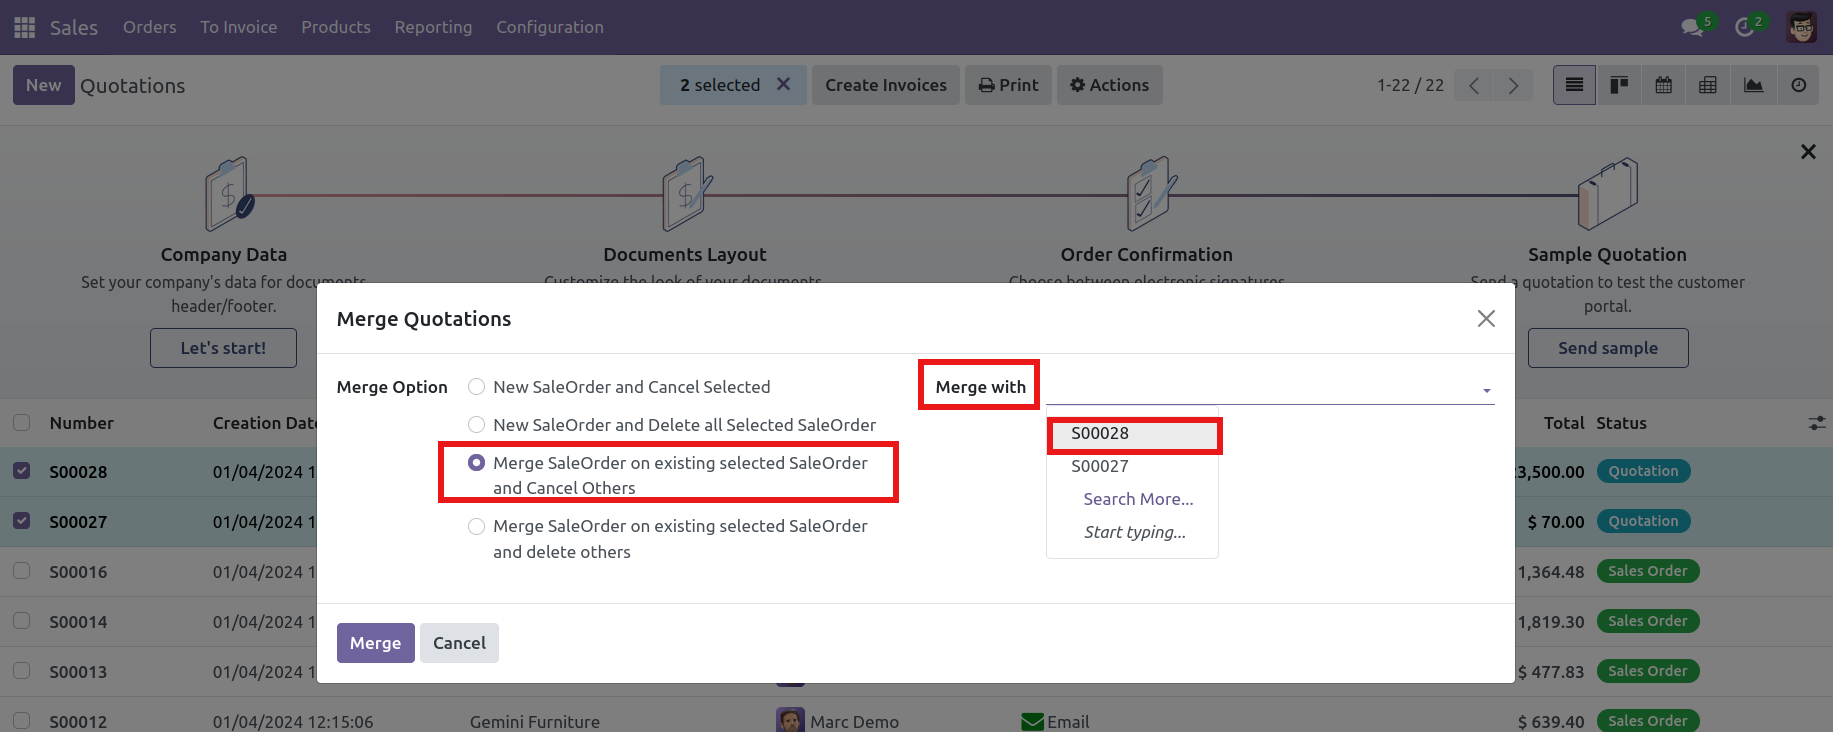 Sales Orders To Invoice Products Reporting Configuration 5 2
New Quotations 2 selected Create Invoices Print Actions 1-22 / 22
Company Data Documents Layout Order Confirmation Sample Quotation
Set your company's data for documents Customize the look of your documents. Choose between electronic signatures Send a quotation to test the customer
header/footer. portal.
Let's start! Send sample
Merge Quotations
Merge Option New SaleOrder and Cancel Selected Merge with
New SaleOrder and Delete all Selected SaleOrder
Merge SaleOrder on existing selected SaleOrder
and Cancel Others
Merge SaleOrder on existing selected SaleOrder
and delete others
S00028
S00027
Search More...
Start typing...
Merge Cancel
Number Creation Date Total Status
S00028 01/04/2024 1 3,500.00 Quotation
S00027 01/04/2024 1 $ 70.00 Quotation
S00016 01/04/2024 1 1,364.48 Sales Order
S00014 01/04/2024 1 1,819.30 Sales Order
S00013 01/04/2024 1 $ 477.83 Sales Order
S00012 01/04/2024 12:15:06 Gemini Furniture Marc Demo Email $ 639.40 Sales Order